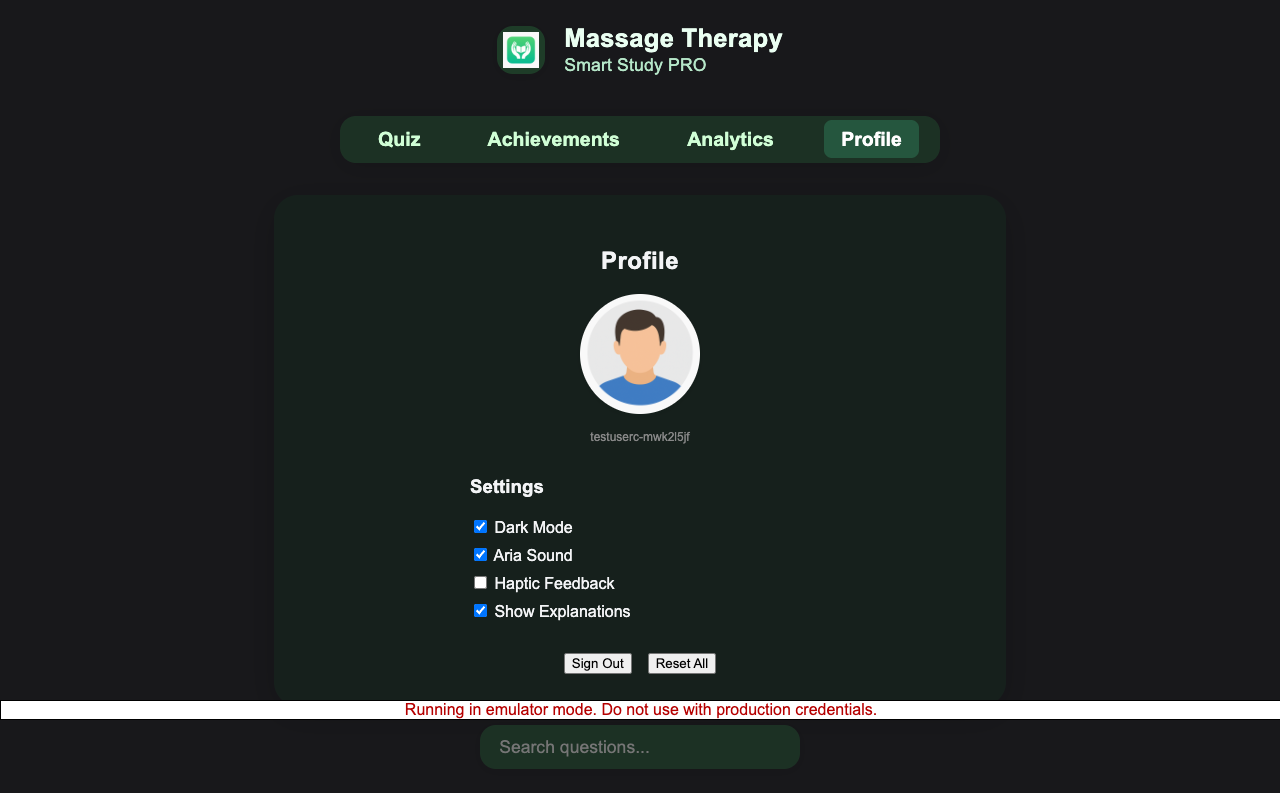 Massage Therapy
Smart Study PRO
Quiz Achievements Analytics Profile
Profile
testuserc-mwk2l5jf
Settings
Dark Mode
Aria Sound
Haptic Feedback
Show Explanations
Sign Out Reset All
Running in emulator mode. Do not use with production credentials.
Search questions...